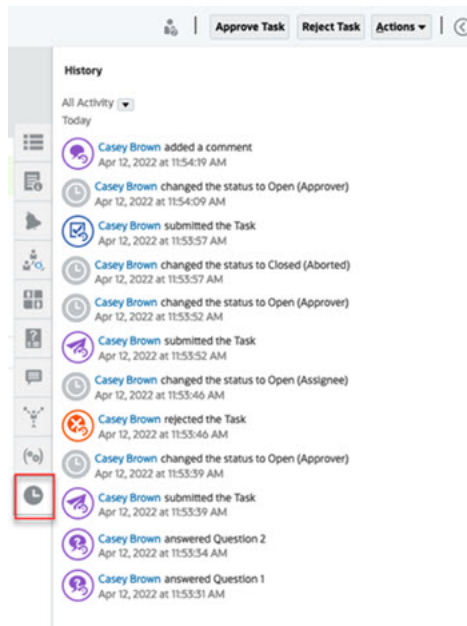 Approve Task Reject Task Actions
History
All Activity
Today
Casey Brown added a comment
Apr 12, 2022 at 11:54:19 AM
Casey Brown changed the status to Open (Approver)
Apr 12, 2022 at 11:54:09 AM
Casey Brown submitted the Task
Apr 12, 2022 at 11:53:57 AM
Casey Brown changed the status to Closed (Aborted)
Apr 12, 2022 at 11:53:57 AM
Casey Brown changed the status to Open (Approver)
Apr 12, 2022 at 11:53:52 AM
Casey Brown submitted the Task
Apr 12, 2022 at 11:53:52 AM
Casey Brown changed the status to Open (Assignee)
Apr 12, 2022 at 11:53:46 AM
Casey Brown rejected the Task
Apr 12, 2022 at 11:53:46 AM
Casey Brown changed the status to Open (Approver)
Apr 12, 2022 at 11:53:39 AM
Casey Brown submitted the Task
Apr 12, 2022 at 11:53:39 AM
Casey Brown answered Question 2
Apr 12, 2022 at 11:53:34 AM
Casey Brown answered Question 1
Apr 12, 2022 at 11:53:31 AM